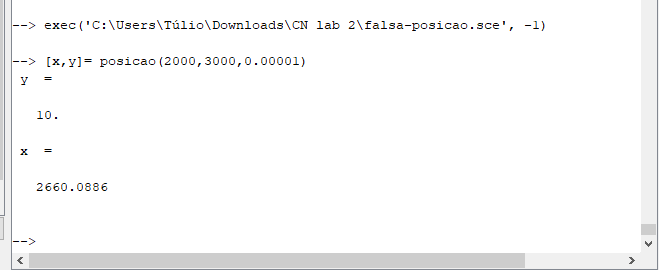 --> exec('C:\Users\Túlio\Downloads\CN lab 2\falsa-posicao.sce', -1)
--> [x,y]= posicao(2000,3000,0.00001)
y  =
10.
x  =
2660.0886
-->